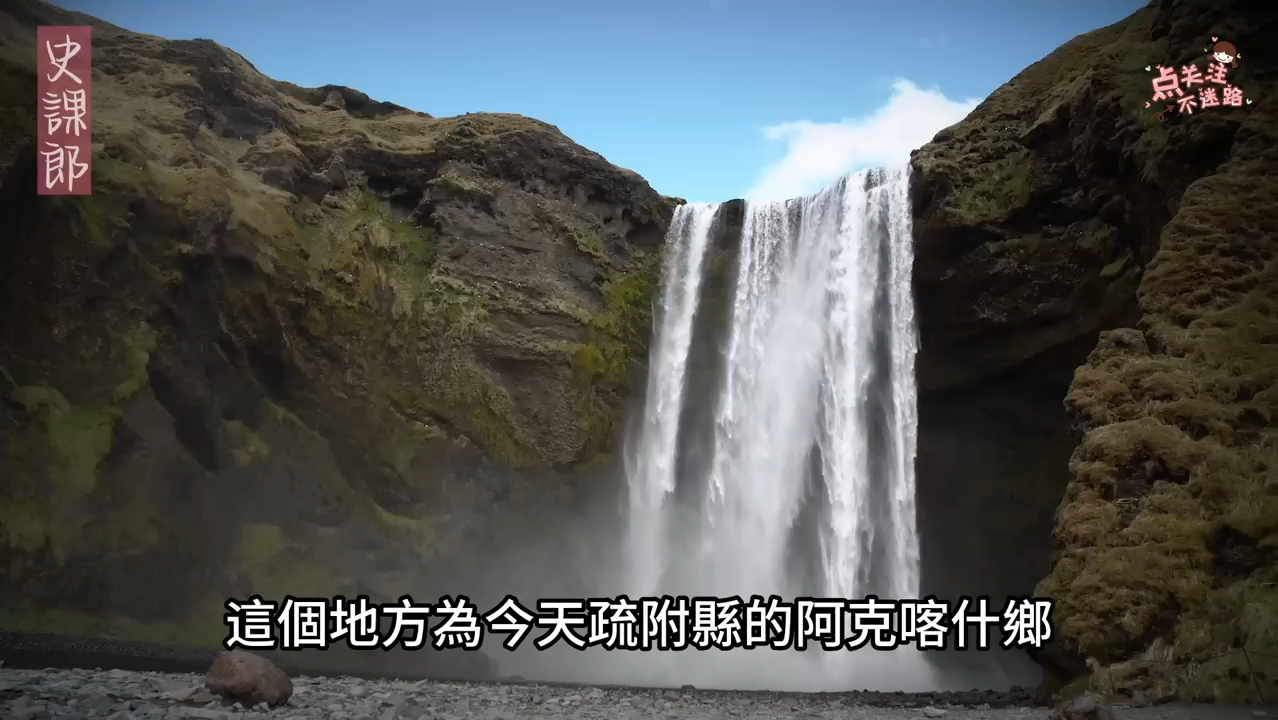 史課郎
点关注
不迷路
這個地方為今天疏附縣的阿克喀什鄉